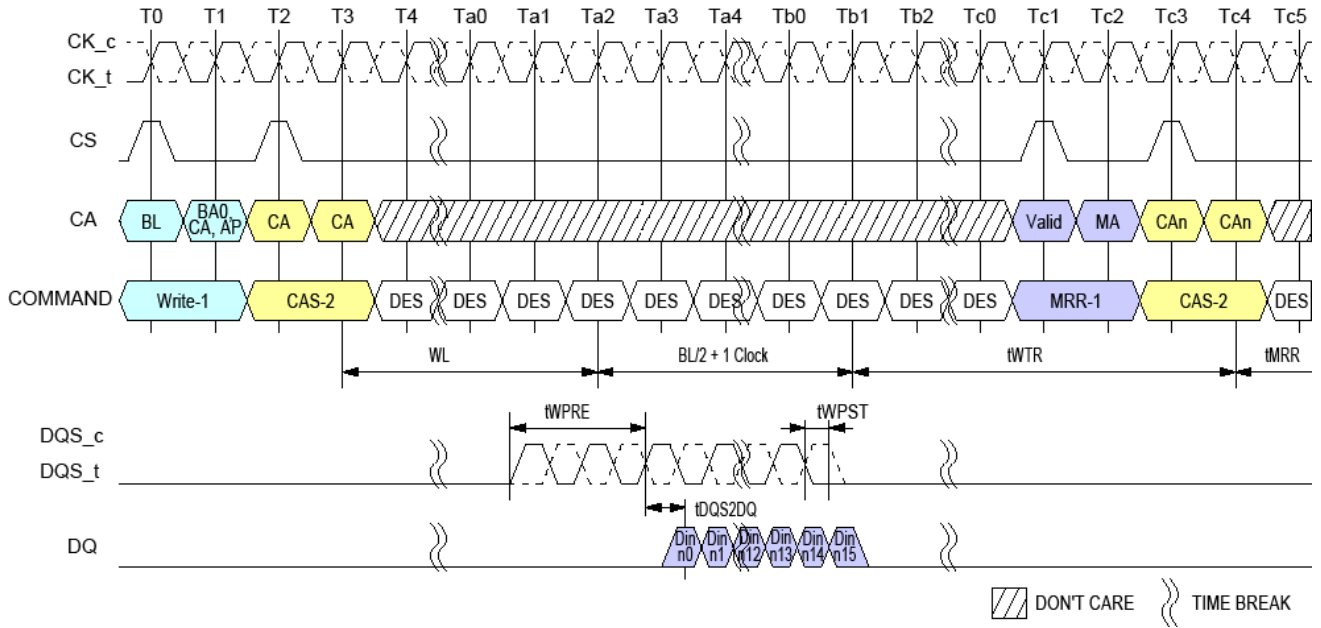 T0 T1 T2 T3 T4 Ta0 Ta1 Ta2 Ta3 Ta4 Tb0 Tb1 Tb2 Tc0 Tc1 Tc2 Tc3 Tc4 Tc5
CK_c
CK_t
CS
CA BL BA0, CA, AP CA CA Valid MA CAn CAn
COMMAND Write-1 CAS-2 DES DES DES DES DES DES DES DES DES DES MRR-1 CAS-2 DES
WL BL/2 + 1 Clock tWTR tMRR
tWPRE tWPST
DQS_c
DQS_t
tDQS2DQ
DQ Din n0 Din n1 Din n12 Din n13 Din n14 Din n15
DON'T CARE TIME BREAK